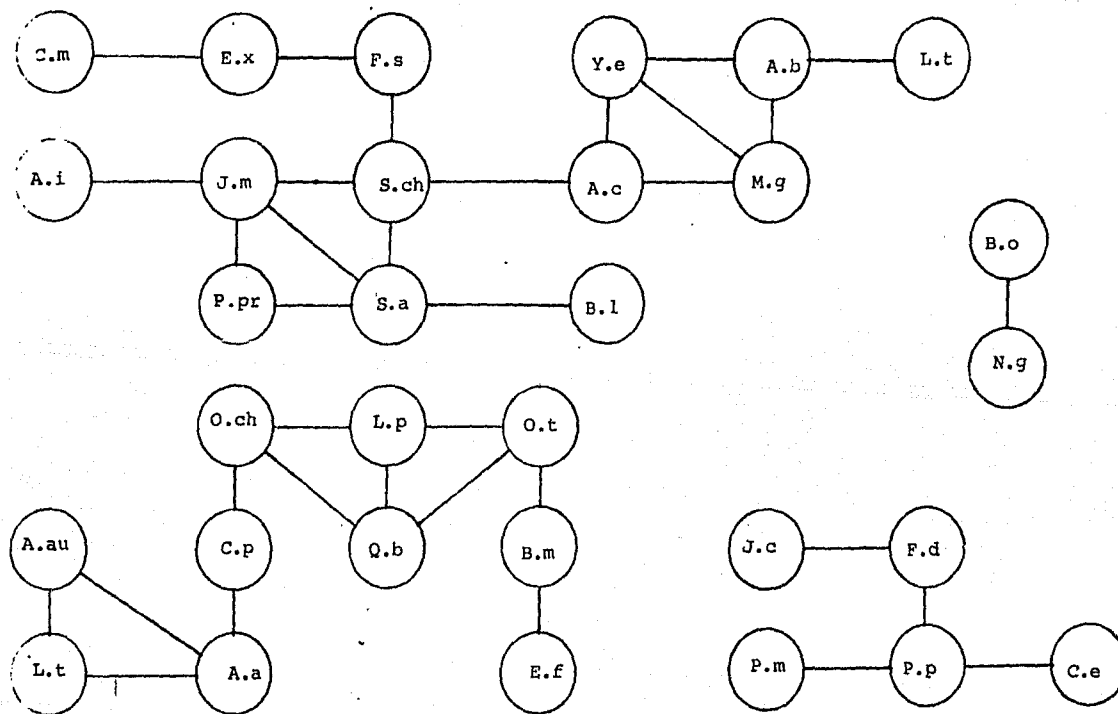 C.m E.x F.s Y.e A.b L.t
A.i J.m S.ch A.c M.g
B.o
P.pr S.a B.l
N.g
O.ch L.p O.t
A.au C.p Q.b B.m J.c F.d
L.t A.a E.f P.m P.p C.e